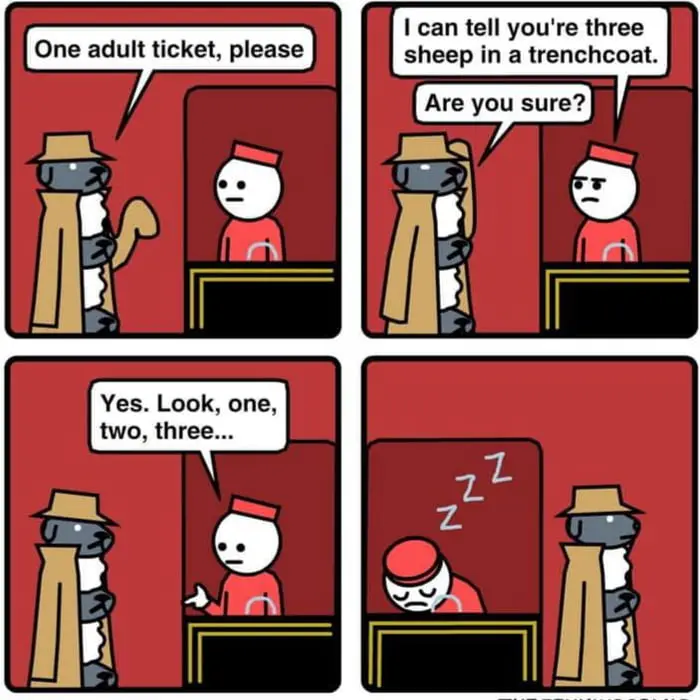 One adult ticket, please
I can tell you're three
sheep in a trenchcoat.
Are you sure?
Yes. Look, one,
two, three...
Z
Z
Z